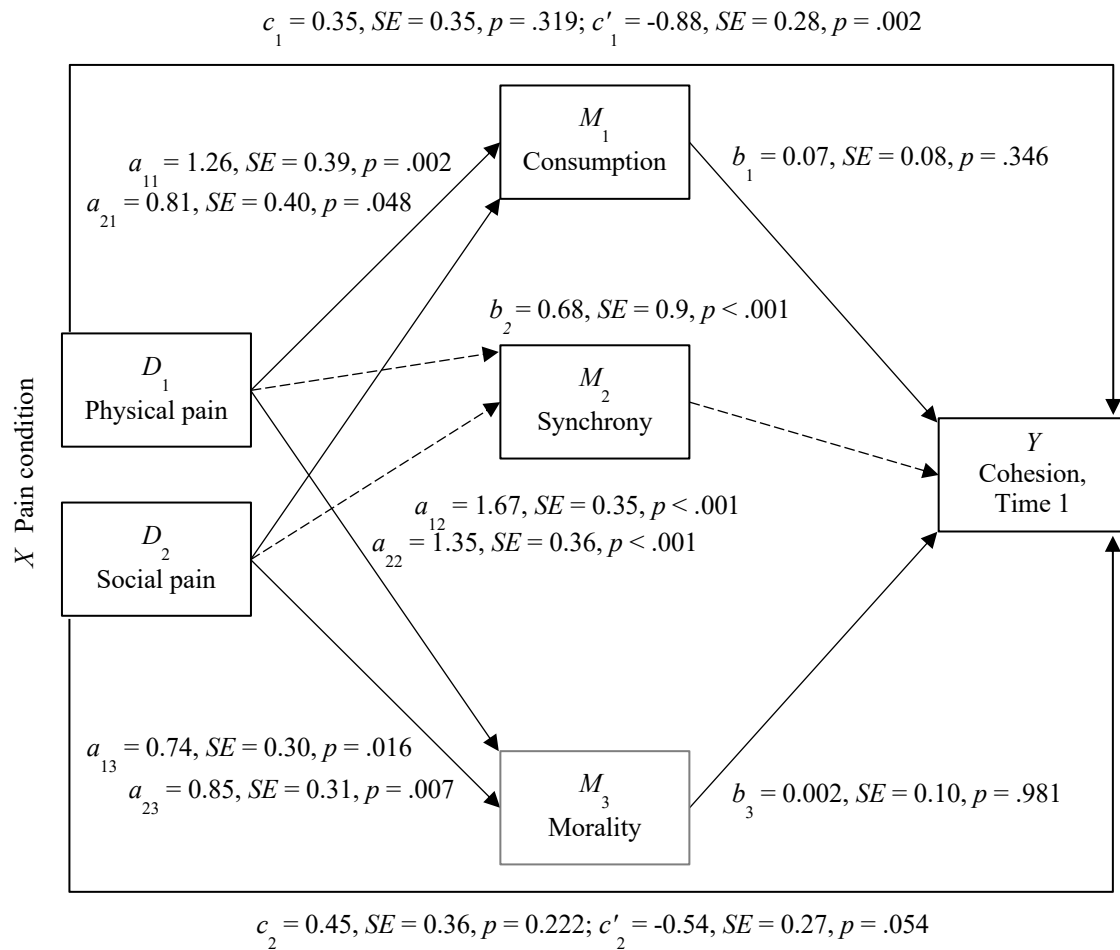 c₁ = 0.35, SE = 0.35, p = .319; c′₁ = -0.88, SE = 0.28, p = .002
M₁
Consumption
a₁₁ = 1.26, SE = 0.39, p = .002
a₂₁ = 0.81, SE = 0.40, p = .048
b₁ = 0.07, SE = 0.08, p = .346
b₂ = 0.68, SE = 0.9, p < .001
X Pain condition
D₁
Physical pain
M₂
Synchrony
Y
Cohesion,
Time 1
D₂
Social pain
a₁₂ = 1.67, SE = 0.35, p < .001
a₂₂ = 1.35, SE = 0.36, p < .001
a₁₃ = 0.74, SE = 0.30, p = .016
a₂₃ = 0.85, SE = 0.31, p = .007
M₃
Morality
b₃ = 0.002, SE = 0.10, p = .981
c₂ = 0.45, SE = 0.36, p = 0.222; c′₂ = -0.54, SE = 0.27, p = .054